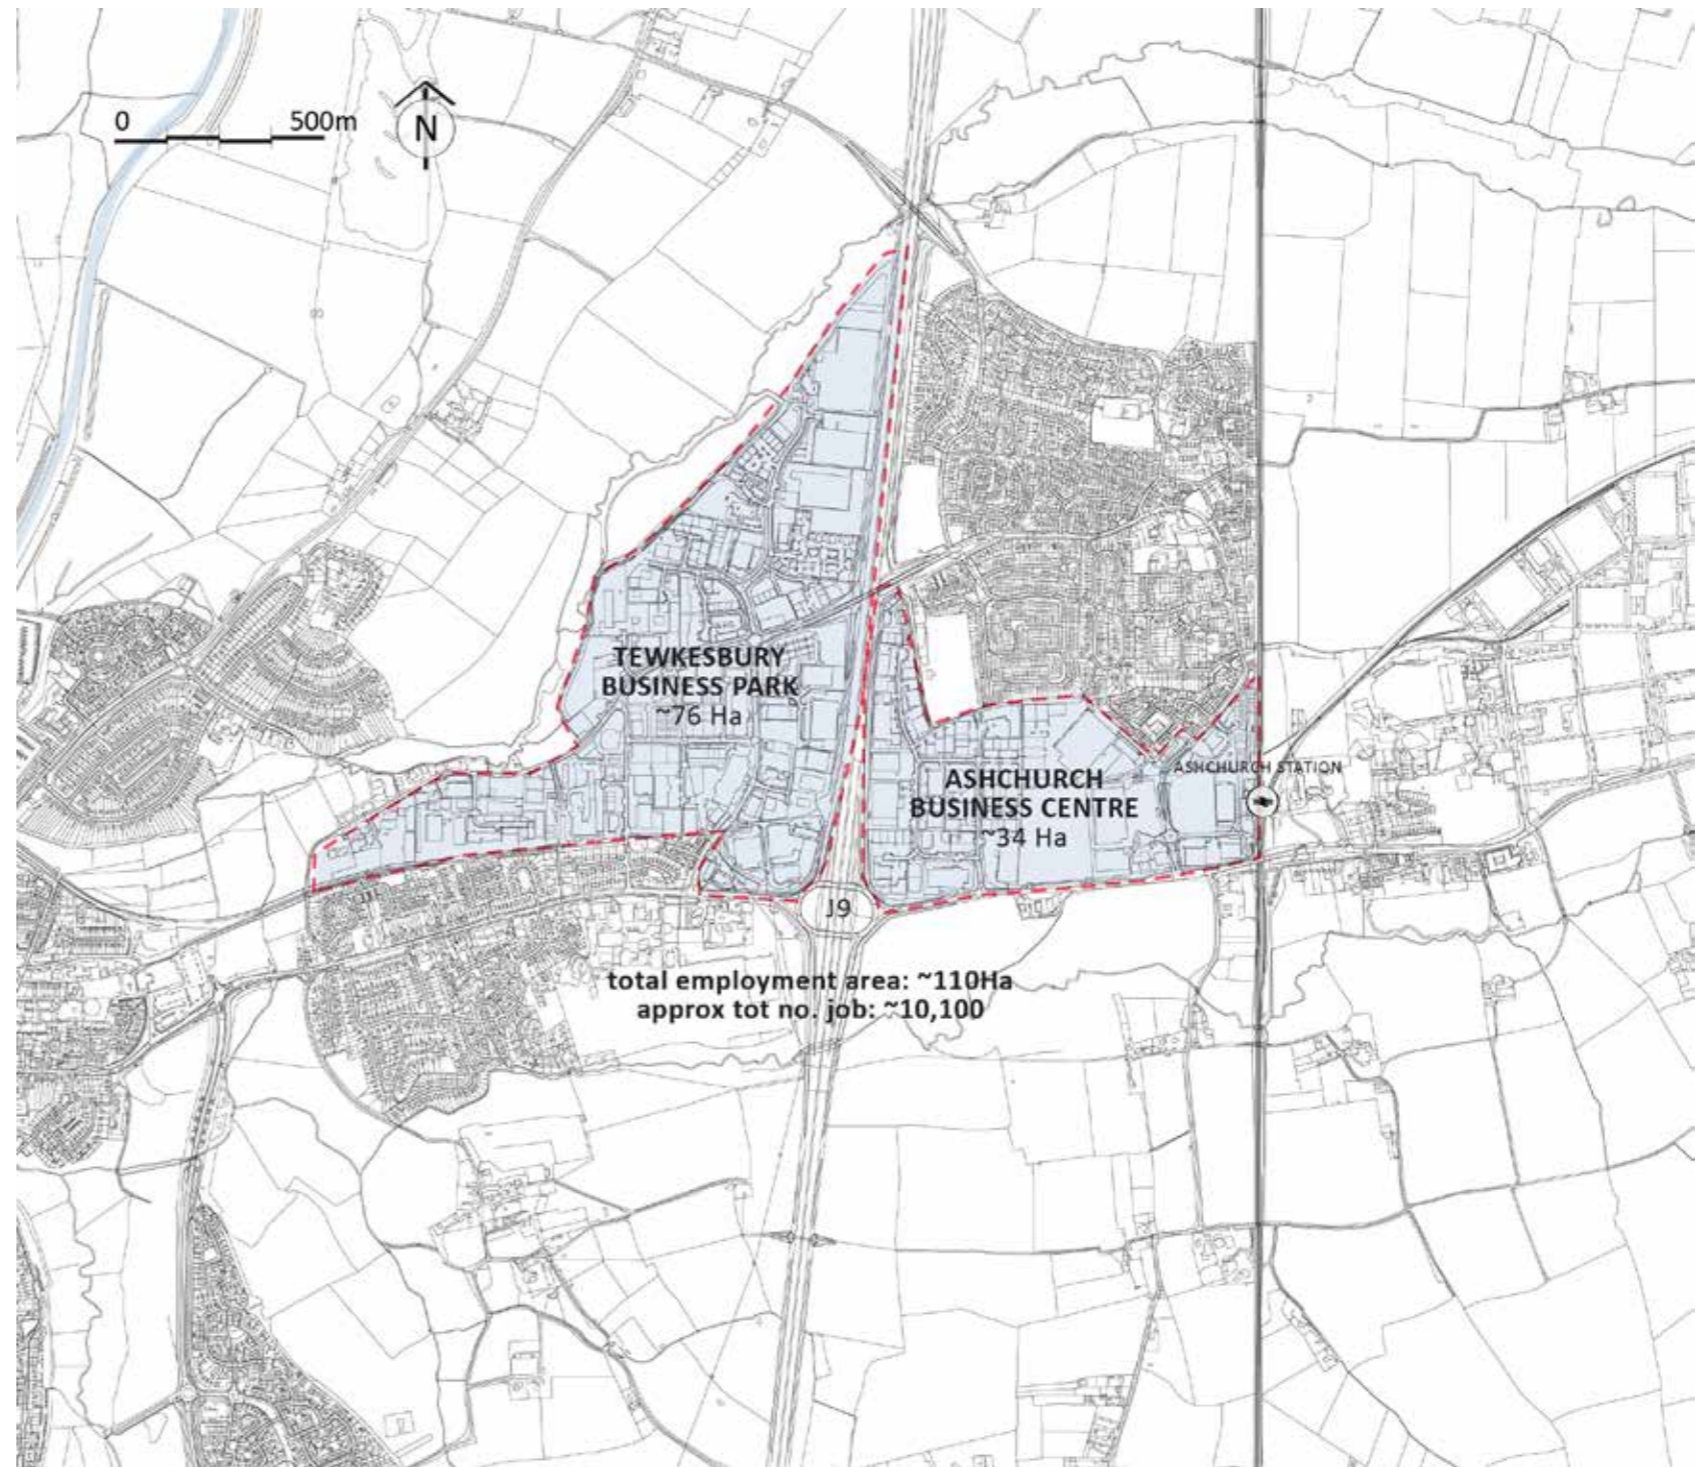 0 500m
N
TEWKESBURY
BUSINESS PARK
~76 Ha
ASHCHURCH STATION
ASHCHURCH
BUSINESS CENTRE
~34 Ha
J9
total employment area: ~110Ha
approx tot no. job: ~10,100